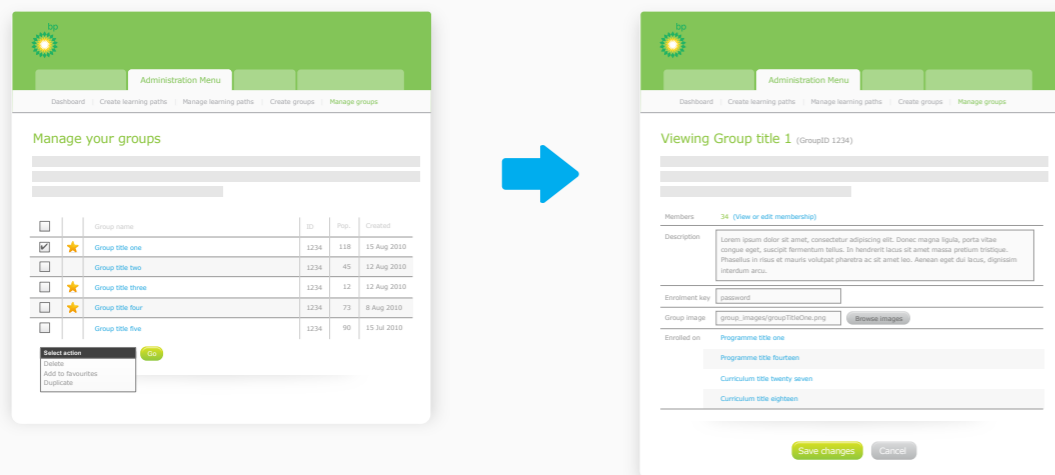 bp
Administration Menu
Dashboard | Create learning paths | Manage learning paths | Create groups | Manage groups
Manage your groups
Group name ID Pop. Created
Group title one 1234 118 15 Aug 2010
Group title two 1234 45 12 Aug 2010
Group title three 1234 12 12 Aug 2010
Group title four 1234 73 8 Aug 2010
Group title five 1234 90 15 Jul 2010
Select action Go
Delete
Add to favourites
Duplicate
bp
Administration Menu
Dashboard | Create learning paths | Manage learning paths | Create groups | Manage groups
Viewing Group title 1 (GroupID 1234)
Members 34 (View or edit membership)
Description Lorem ipsum dolor sit amet, consectetur adipiscing elit. Donec magna ligula, porta vitae
congue eget, suscipit fermentum tellus. In hendrerit lacus sit amet massa pretium tristique.
Phasellus in risus et mauris volutpat pharetra ac sit amet leo. Aenean eget dui lacus, dignissim
interdum arcu.
Enrolment key password
Group image group_images/groupTitleOne.png Browse images
Enrolled on Programme title one
Programme title fourteen
Curriculum title twenty seven
Curriculum title eighteen
Save changes Cancel